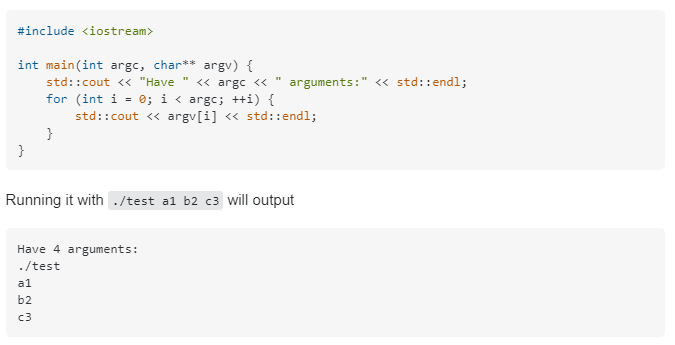 #include <iostream>

int main(int argc, char** argv) {
    std::cout << "Have " << argc << " arguments:" << std::endl;
    for (int i = 0; i < argc; ++i) {
        std::cout << argv[i] << std::endl;
    }
}

Running it with ./test a1 b2 c3 will output

Have 4 arguments:
./test
a1
b2
c3